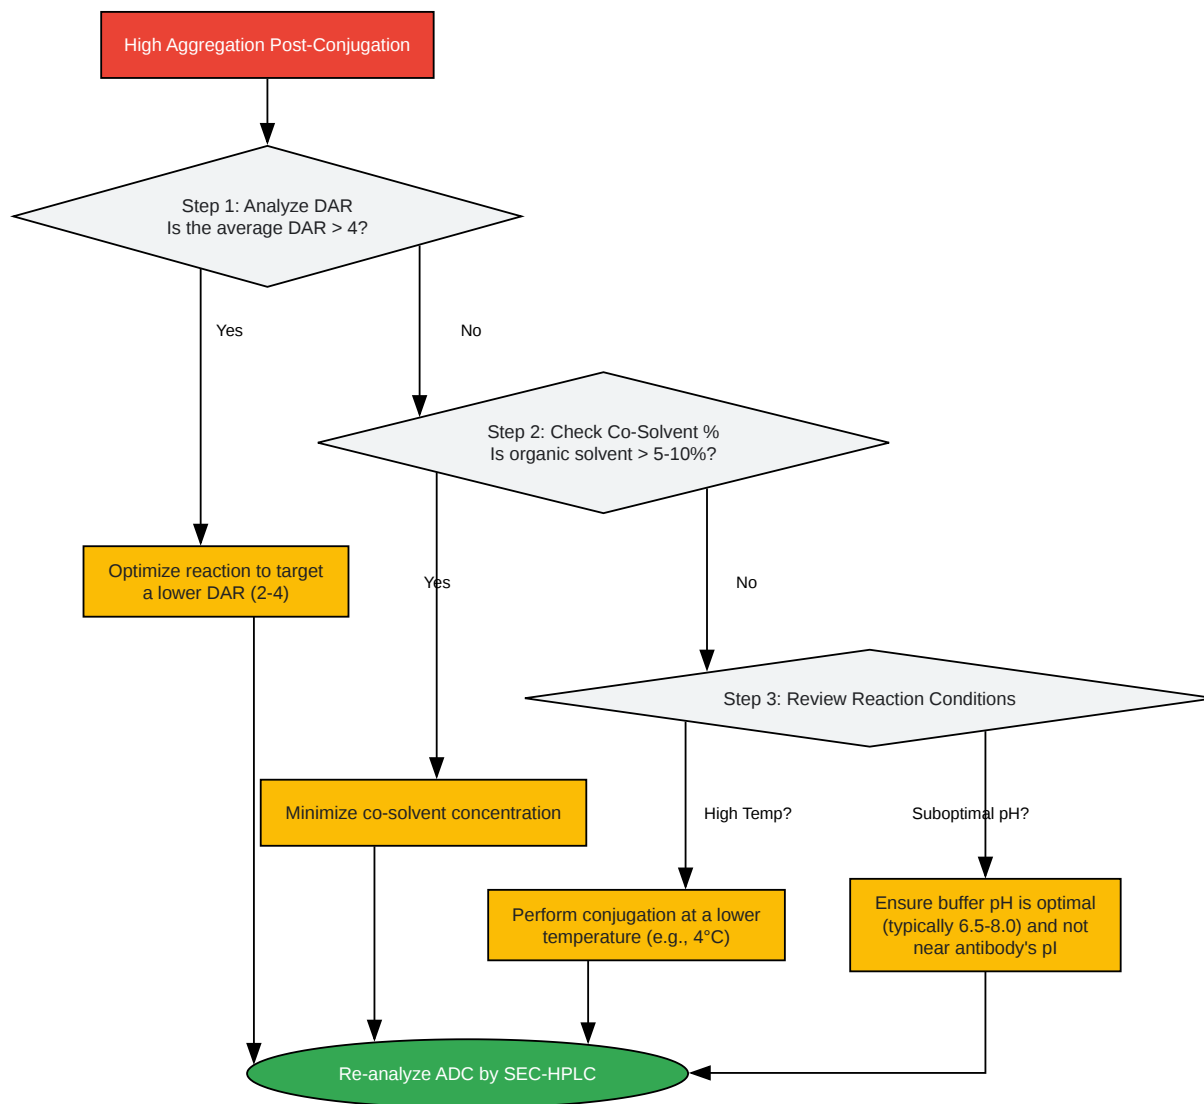 High Aggregation Post-Conjugation
Step 1: Analyze DAR
Is the average DAR > 4?
Yes
No
Step 2: Check Co-Solvent %
Is organic solvent > 5-10%?
Optimize reaction to target
a lower DAR (2-4)
Yes
No
Step 3: Review Reaction Conditions
Minimize co-solvent concentration
High Temp?
Suboptimal pH?
Perform conjugation at a lower
temperature (e.g., 4°C)
Ensure buffer pH is optimal
(typically 6.5-8.0) and not
near antibody's pI
Re-analyze ADC by SEC-HPLC